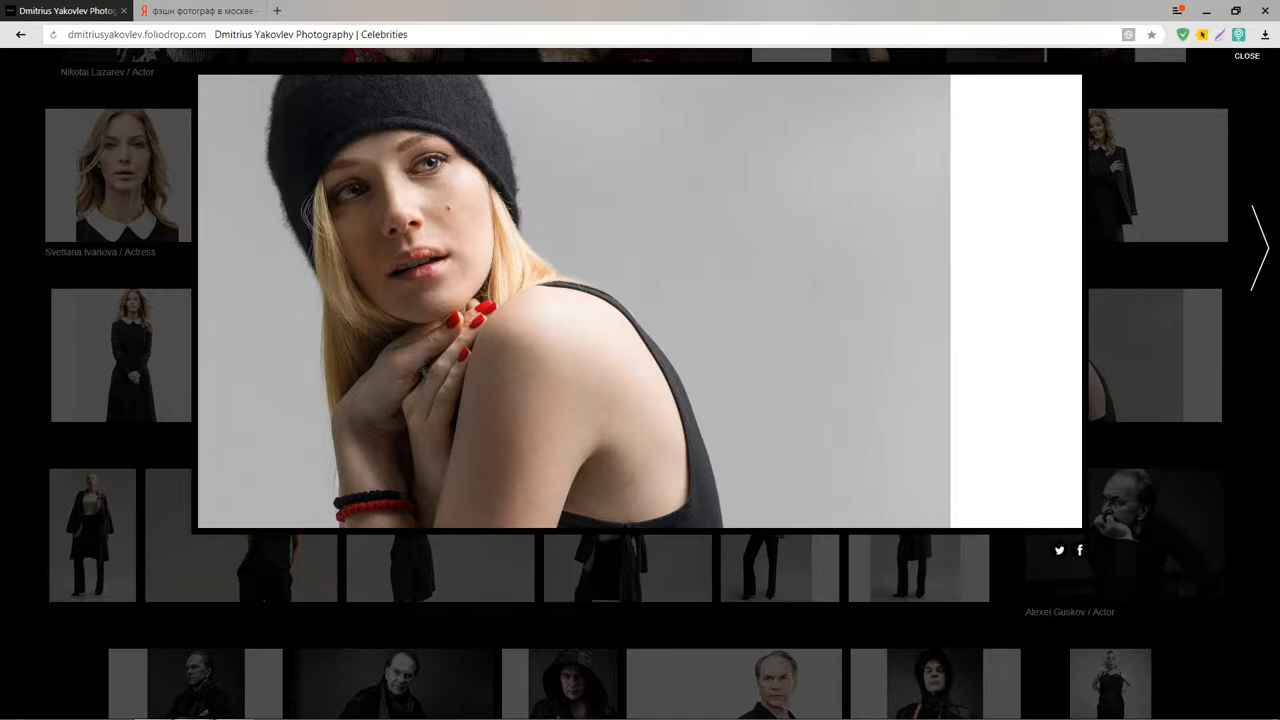 Dmitrius Yakovlev Photog
фэшн фотограф в москве -
dmitriusyakovlev.foliodrop.com Dmitrius Yakovlev Photography | Celebrities
CLOSE
Nikolai Lazarev / Actor
Svetlana Ivanova / Actress
Alexei Guskov / Actor